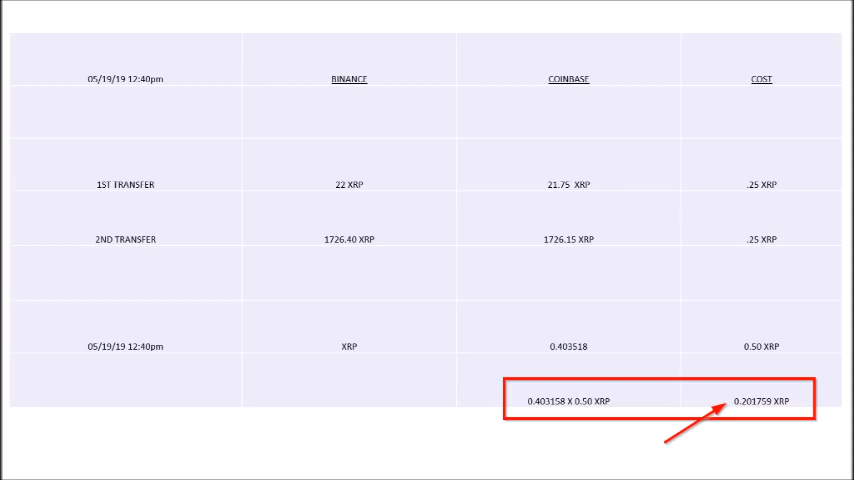 05/19/19 12:40pm BINANCE COINBASE COST
1ST TRANSFER 22 XRP 21.75 XRP .25 XRP
2ND TRANSFER 1726.40 XRP 1726.15 XRP .25 XRP
05/19/19 12:40pm XRP 0.403518 0.50 XRP
0.403158 X 0.50 XRP 0.201759 XRP